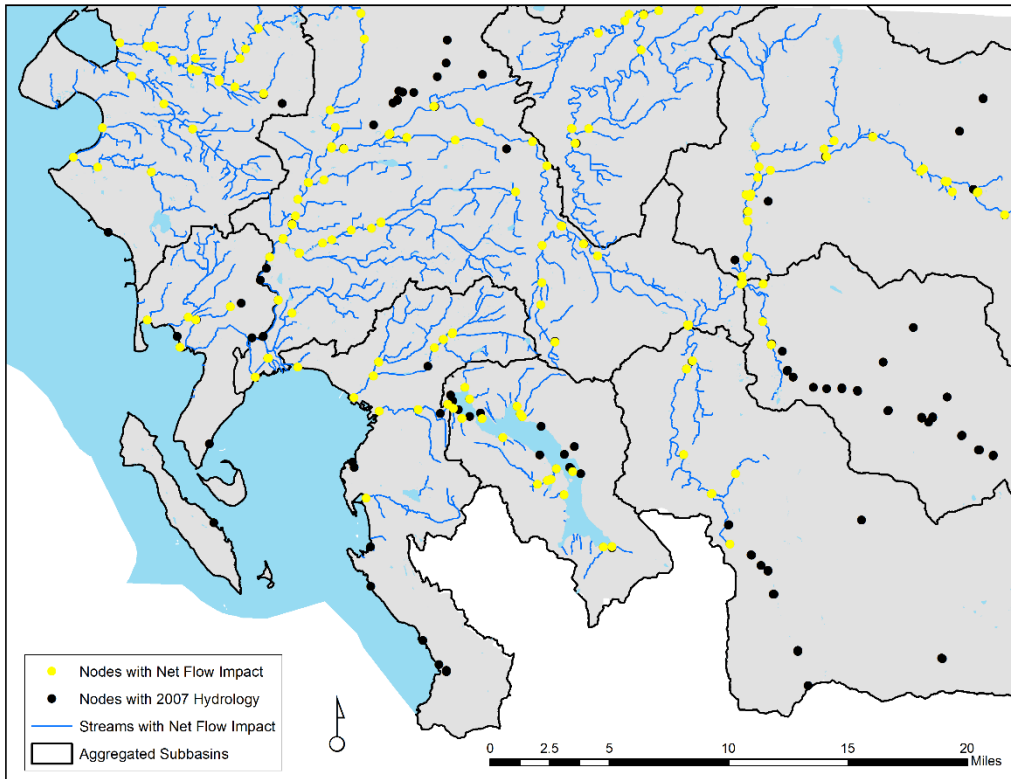 Nodes with Net Flow Impact
Nodes with 2007 Hydrology
Streams with Net Flow Impact
Aggregated Subbasins
0 2.5 5 10 15 20
Miles